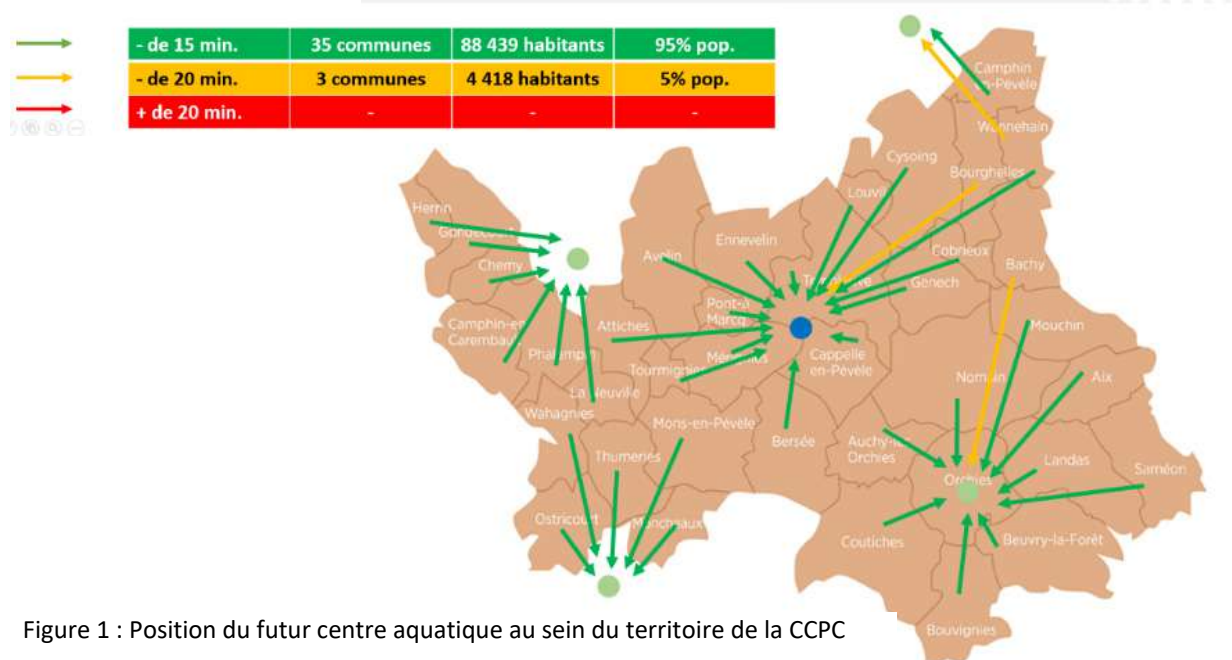 - de 15 min. 35 communes 88 439 habitants 95% pop.
- de 20 min. 3 communes 4 418 habitants 5% pop.
+ de 20 min. - - -
Camphin
en-Pévèle
Wannehain
Cysoing
Bourghelles
Louvil
Herrin
Gondecourt
Ennevelin
Avelin
Cobrieux
Chemy
Templeuve
Genech
Bachy
Pont-à
Marcq
Camphin-en
Carembault
Attiches
Mouchin
Phalempin
Mérignies
Cappelle
en-Pévèle
Tourmignies
Nomain
Aix
La Neuville
Wahagnies
Mons-en-Pévèle
Bersée
Auchy-lez
Orchies
Thumeries
Landas
Saméon
Orchies
Ostricourt
Moncheaux
Coutiches
Beuvry-la-Forêt
Bouvignies
Figure 1 : Position du futur centre aquatique au sein du territoire de la CCPC